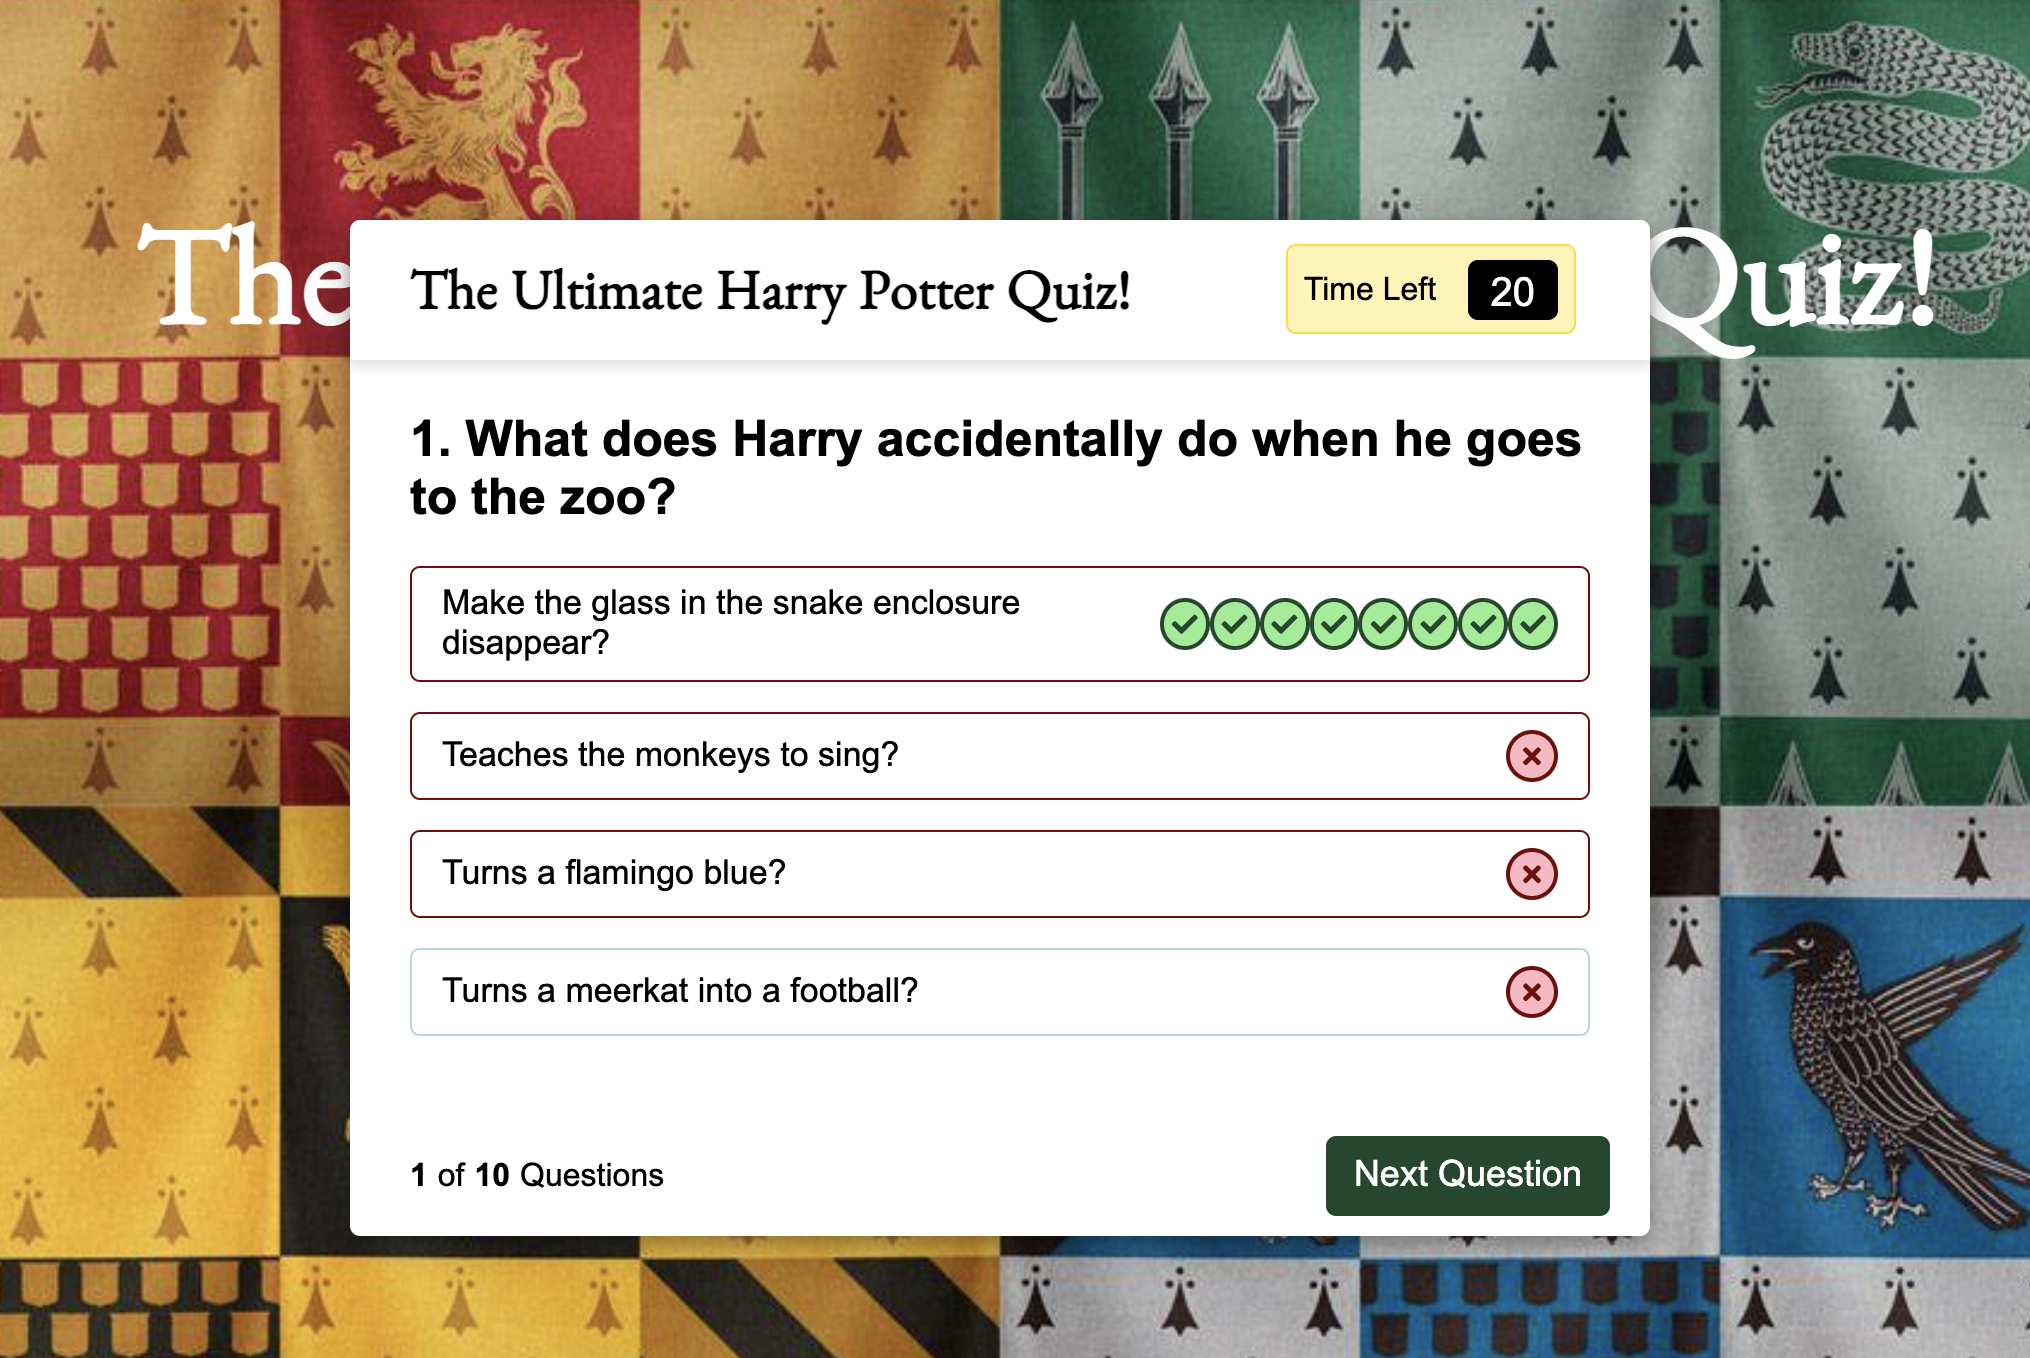 The Quiz!
The Ultimate Harry Potter Quiz!
Time Left 20
1. What does Harry accidentally do when he goes
to the zoo?
Make the glass in the snake enclosure
disappear?
Teaches the monkeys to sing?
Turns a flamingo blue?
Turns a meerkat into a football?
1 of 10 Questions
Next Question